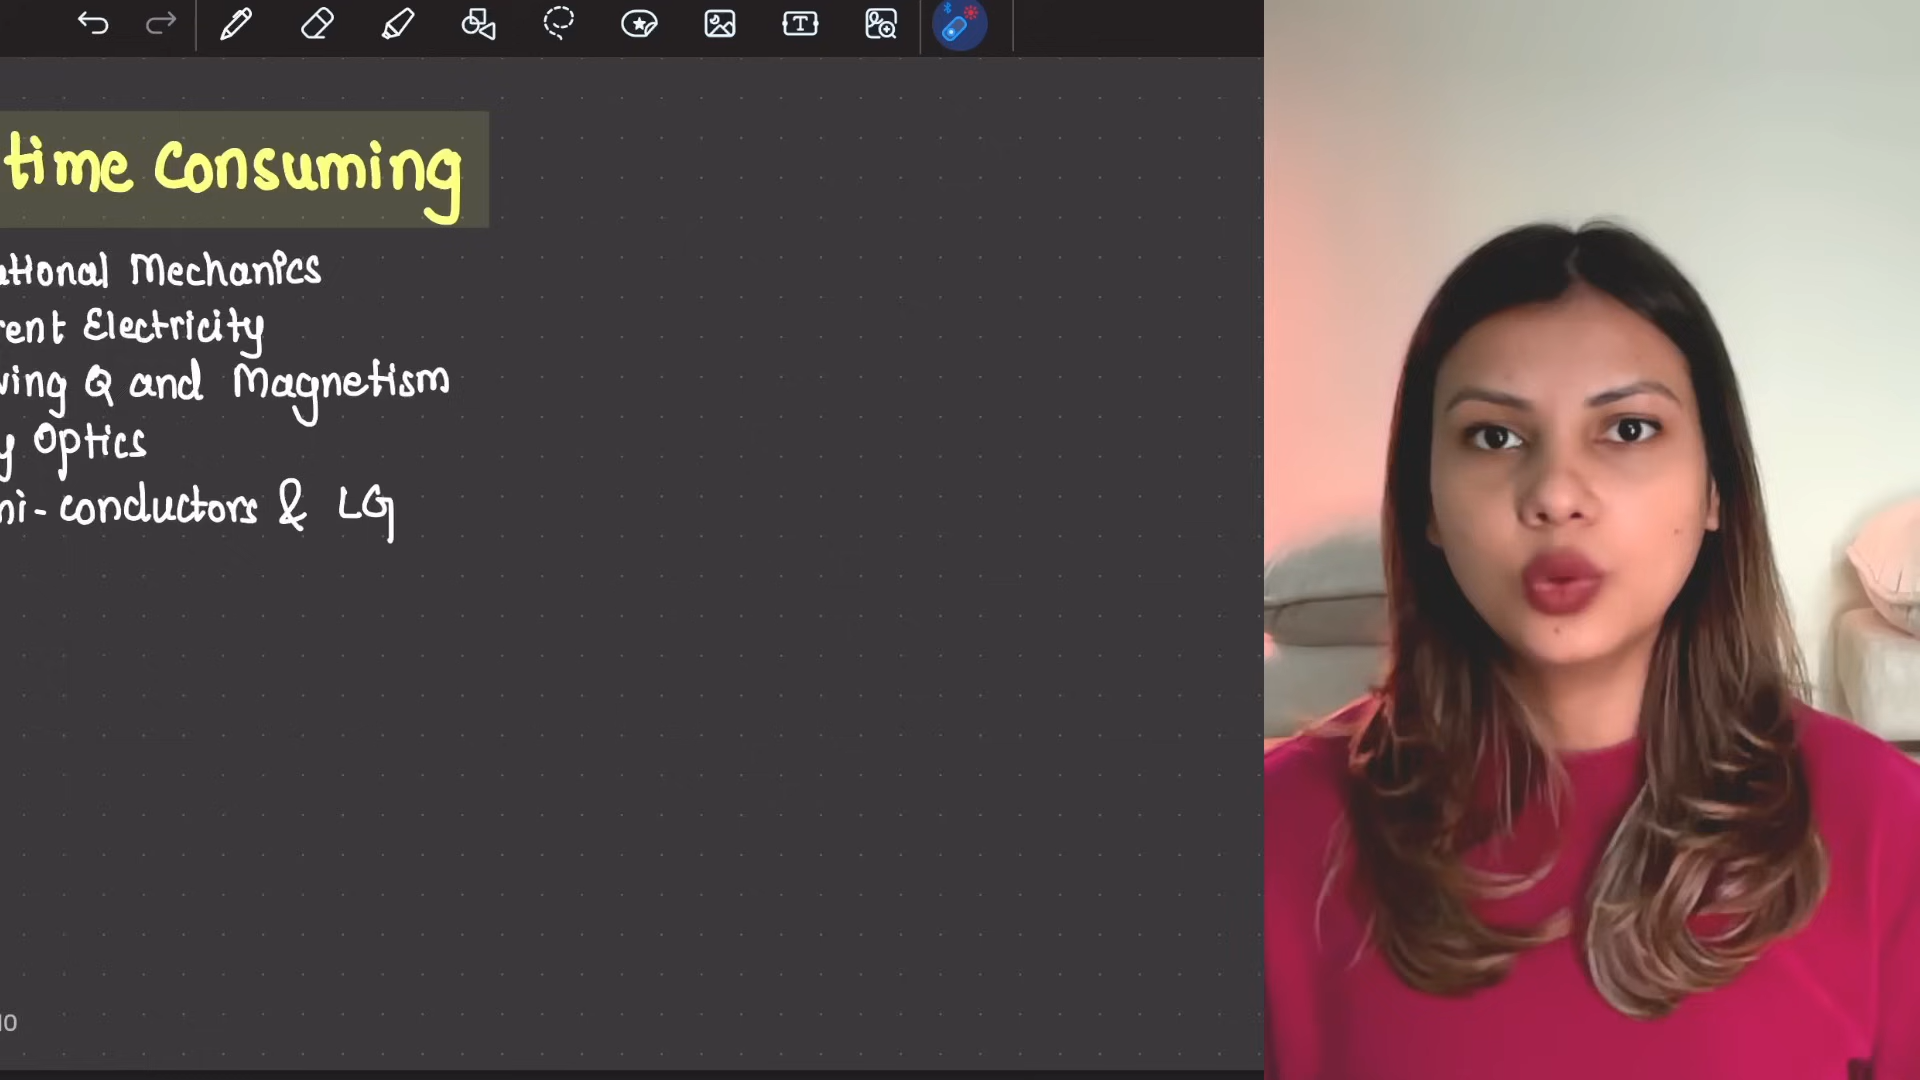 time Consuming
ational Mechanics
rent Electricity
ving Q and Magnetism
y Optics
mi-conductors & LG
10